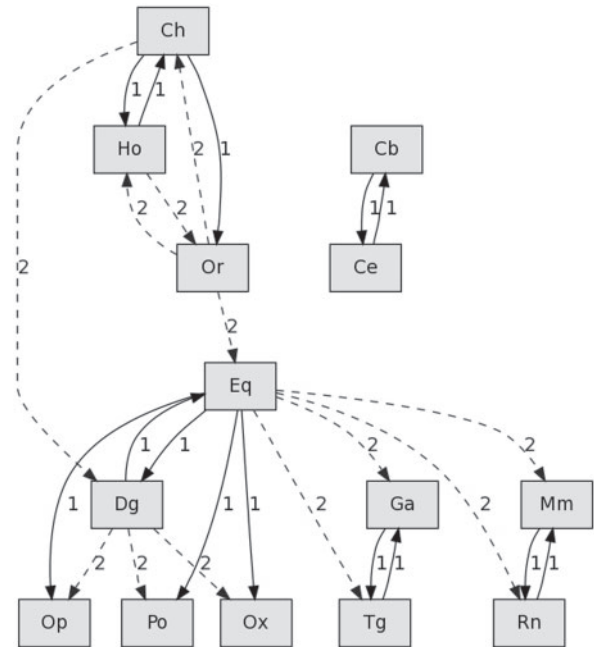 Ch
1 1
Ho Cb
2 2 1
2 2 1 1
Or Ce
2
2
Eq
1 1
Dg Ga Mm
1 1 1 2 2 2 2
2 2 2 1 1 1 1
Op Po Ox Tg Rn